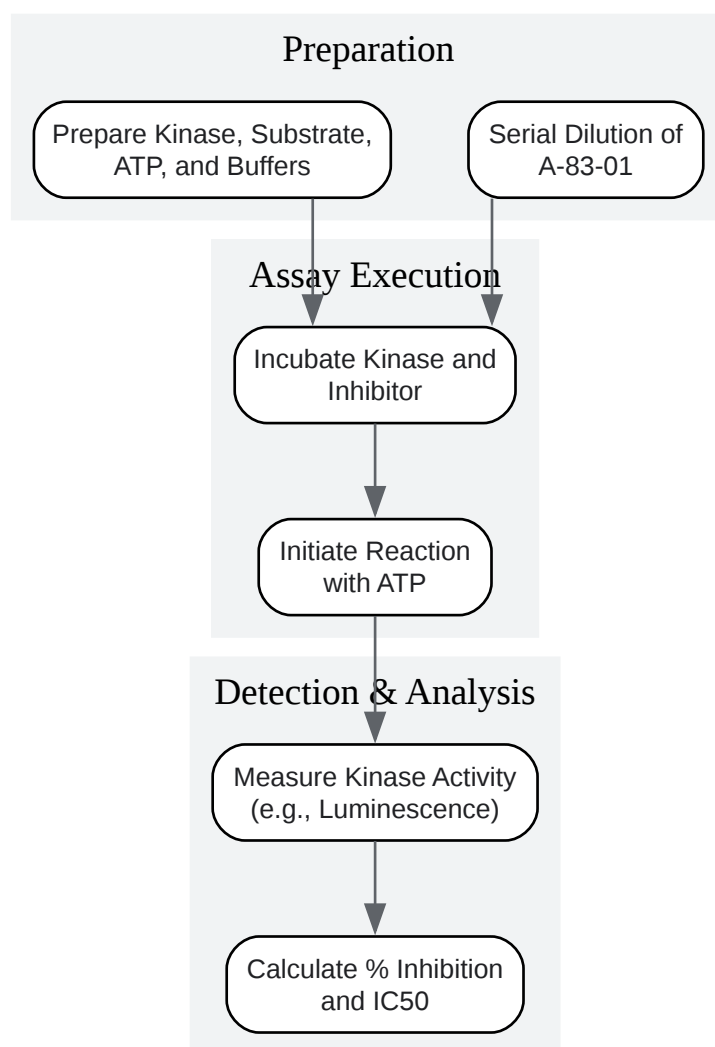 Preparation
Prepare Kinase, Substrate,
ATP, and Buffers
Serial Dilution of
A-83-01
Assay Execution
Incubate Kinase and
Inhibitor
Initiate Reaction
with ATP
Detection & Analysis
Measure Kinase Activity
(e.g., Luminescence)
Calculate % Inhibition
and IC50